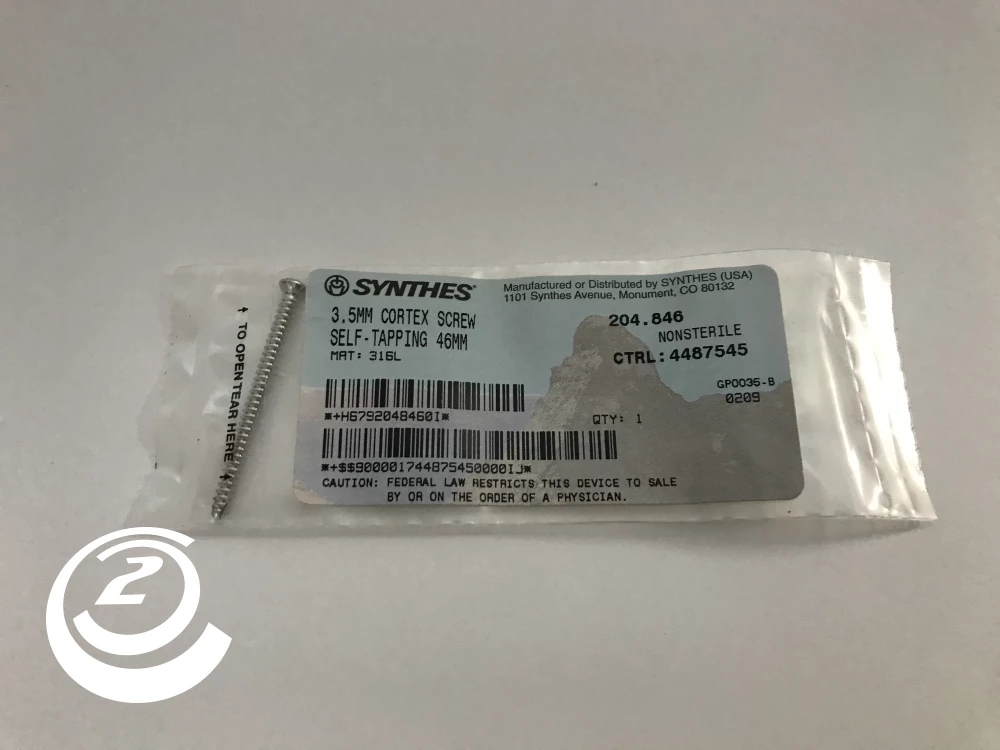 SYNTHES®
Manufactured or Distributed by SYNTHES (USA)
1101 Synthes Avenue, Monument, CO 80132
3.5MM CORTEX SCREW
SELF-TAPPING 46MM
MAT: 316L
204.846
NONSTERILE
CTRL: 4487545
GP0035-B
0209
*+H6792048460I*
QTY: 1
*+$$900001744875450000IJ*
CAUTION: FEDERAL LAW RESTRICTS THIS DEVICE TO SALE
BY OR ON THE ORDER OF A PHYSICIAN.
TO OPEN TEAR HERE
2